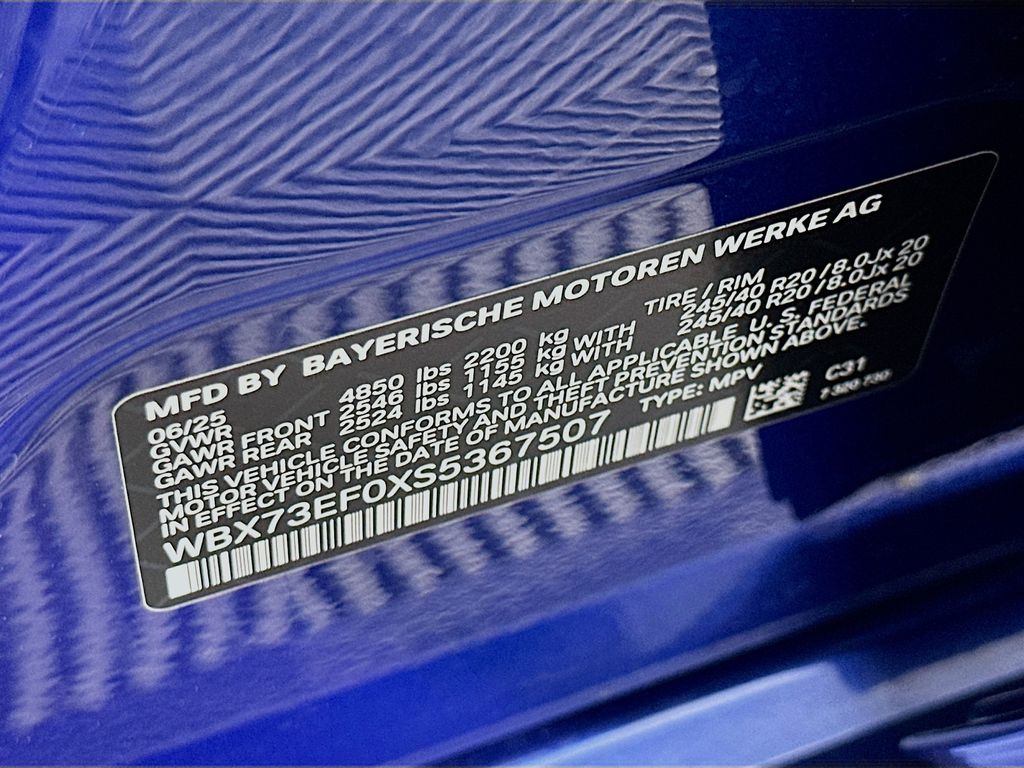 MFD BY BAYERISCHE MOTOREN WERKE AG
06/25 TIRE / RIM
GVWR 4850 lbs 2200 kg
GAWR FRONT 2546 lbs 1155 kg WITH 245/40 R20 / 8.0Jx 20
GAWR REAR 2524 lbs 1145 kg WITH 245/40 R20 / 8.0Jx 20
THIS VEHICLE CONFORMS TO ALL APPLICABLE U. S. FEDERAL
MOTOR VEHICLE SAFETY AND THEFT PREVENTION STANDARDS
IN EFFECT ON THE DATE OF MANUFACTURE SHOWN ABOVE.
WBX73EF0XS5367507 TYPE: MPV C31